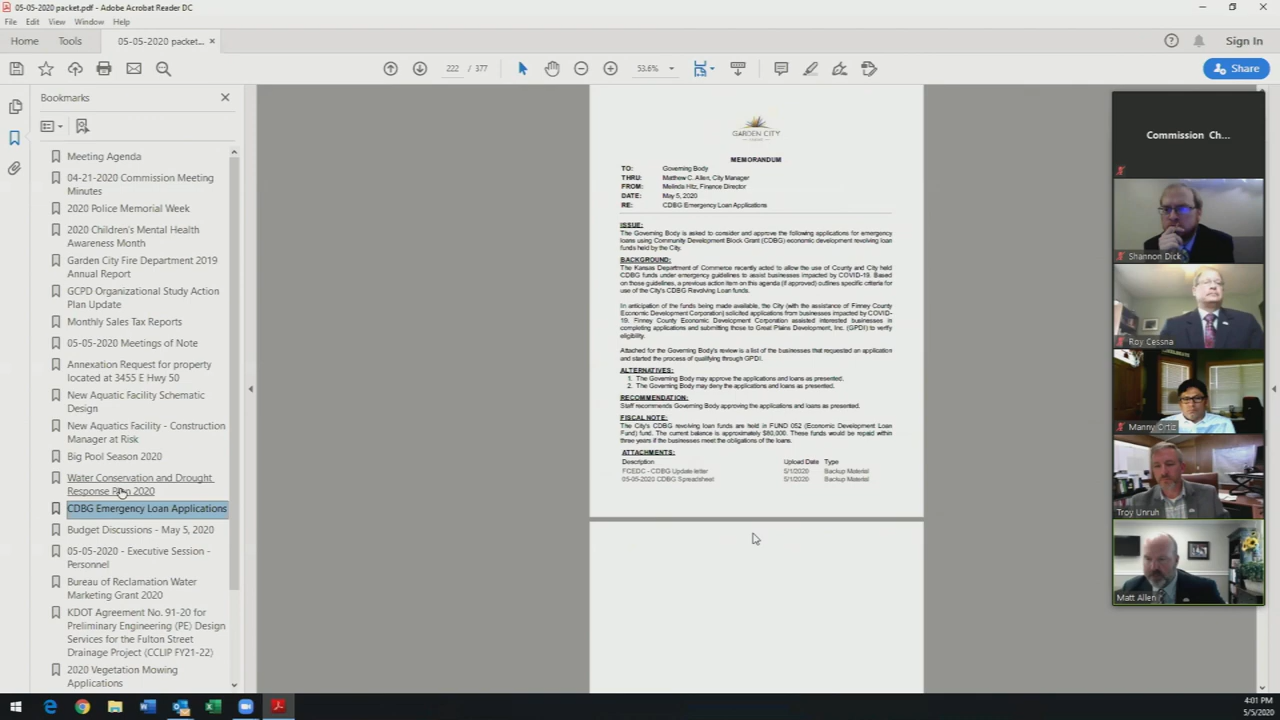 05-05-2020 packet.pdf - Adobe Acrobat Reader DC
File Edit View Window Help
Home Tools 05-05-2020 packet... × Sign In
222 / 377 53.6% Share
Bookmarks
Meeting Agenda
04-21-2020 Commission Meeting
Minutes
2020 Police Memorial Week
2020 Children's Mental Health
Awareness Month
Garden City Fire Department 2019
Annual Report
GCPD Organizational Study Action
Plan Update
Monthly Sales Tax Reports
05-05-2020 Meetings of Note
Annexation Request for property
located at 3455 E Hwy 50
New Aquatic Facility Schematic
Design
New Aquatics Facility - Construction
Manager at Risk
Big Pool Season 2020
Water Conservation and Drought
Response Plan 2020
CDBG Emergency Loan Applications
Budget Discussions - May 5, 2020
05-05-2020 - Executive Session -
Personnel
Bureau of Reclamation Water
Marketing Grant 2020
KDOT Agreement No. 91-20 for
Preliminary Engineering (PE) Design
Services for the Fulton Street
Drainage Project (CCLIP FY21-22)
2020 Vegetation Mowing
Applications
GARDEN CITY
MEMORANDUM
TO: Governing Body
THRU: Matthew C. Allen, City Manager
FROM: Melinda Hitz, Finance Director
DATE: May 5, 2020
RE: CDBG Emergency Loan Applications
ISSUE:
The Governing Body is asked to consider and approve the following applications for emergency
loans using Community Development Block Grant (CDBG) economic development revolving loan
funds held by the City.
BACKGROUND:
The Kansas Department of Commerce recently acted to allow the use of County and City held
CDBG funds under emergency guidelines to assist businesses impacted by COVID-19. Based
on those guidelines, a previous action item on this agenda (if approved) outlines specific criteria for
use of the City's CDBG Revolving Loan funds.
In anticipation of the funds being made available, the City (with the assistance of Finney County
Economic Development Corporation) solicited applications from businesses impacted by COVID-
19. Finney County Economic Development Corporation assisted interested businesses in
completing applications and submitting those to Great Plains Development, Inc. (GPDI) to verify
eligibility.
Attached for the Governing Body's review is a list of the businesses that requested an application
and started the process of qualifying through GPDI.
ALTERNATIVES:
1. The Governing Body may approve the applications and loans as presented.
2. The Governing Body may deny the applications and loans as presented.
RECOMMENDATION:
Staff recommends Governing Body approving the applications and loans as presented.
FISCAL NOTE:
The City's CDBG revolving loan funds are held in FUND 052 (Economic Development Loan
Fund) fund. The current balance is approximately $80,000. These funds would be repaid within
three years if the businesses meet the obligations of the loans.
ATTACHMENTS:
Description Upload Date Type
FCEDC - CDBG Update letter 5/1/2020 Backup Material
05-05-2020 CDBG Spreadsheet 5/1/2020 Backup Material
Commission Ch...
Shannon Dick
Roy Cessna
Manny Ortiz
Troy Unruh
Matt Allen
4:01 PM
5/5/2020